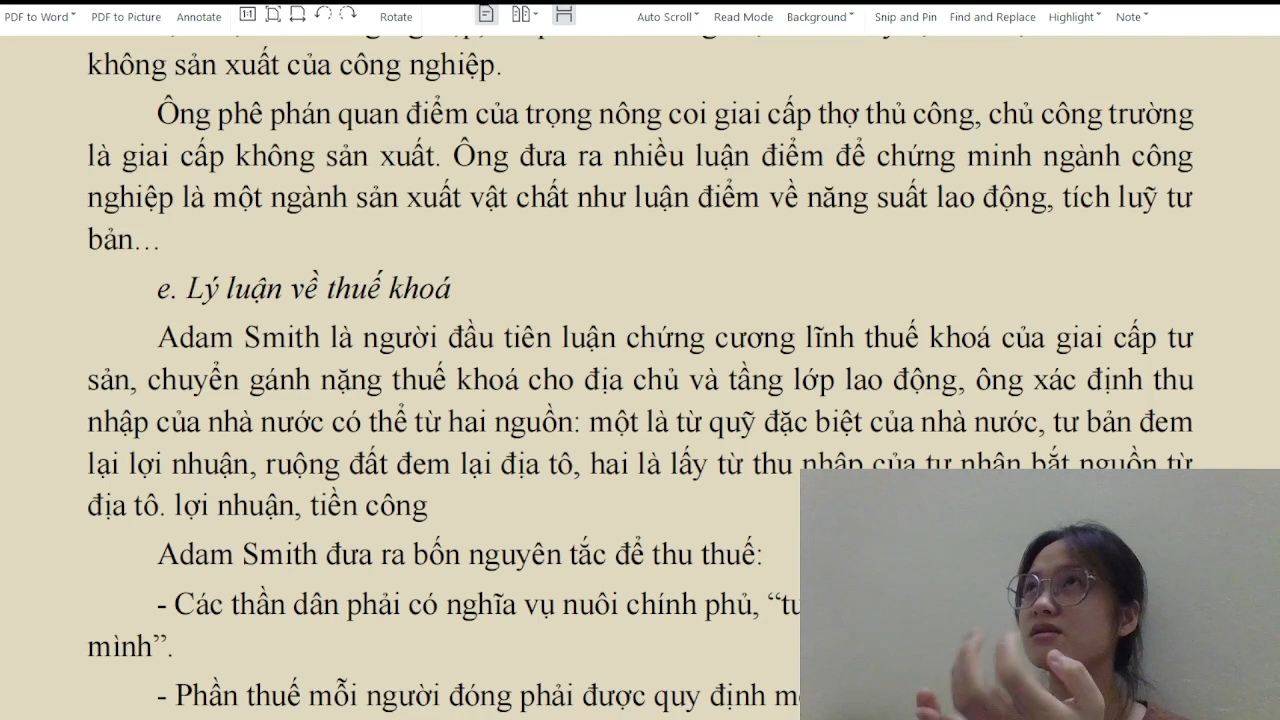 PDF to Word PDF to Picture Annotate 1:1 Rotate Auto Scroll Read Mode Background Snip and Pin Find and Replace Highlight Note
không sản xuất của công nghiệp.
Ông phê phán quan điểm của trọng nông coi giai cấp thợ thủ công, chủ công trường
là giai cấp không sản xuất. Ông đưa ra nhiều luận điểm để chứng minh ngành công
nghiệp là một ngành sản xuất vật chất như luận điểm về năng suất lao động, tích luỹ tư
bản…
e. Lý luận về thuế khoá
Adam Smith là người đầu tiên luận chứng cương lĩnh thuế khoá của giai cấp tư
sản, chuyển gánh nặng thuế khoá cho địa chủ và tầng lớp lao động, ông xác định thu
nhập của nhà nước có thể từ hai nguồn: một là từ quỹ đặc biệt của nhà nước, tư bản đem
lại lợi nhuận, ruộng đất đem lại địa tô, hai là lấy từ thu nhập của tư nhân bắt nguồn từ
địa tô. lợi nhuận, tiền công
Adam Smith đưa ra bốn nguyên tắc để thu thuế:
- Các thần dân phải có nghĩa vụ nuôi chính phủ, “
mình”.
- Phần thuế mỗi người đóng phải được quy định